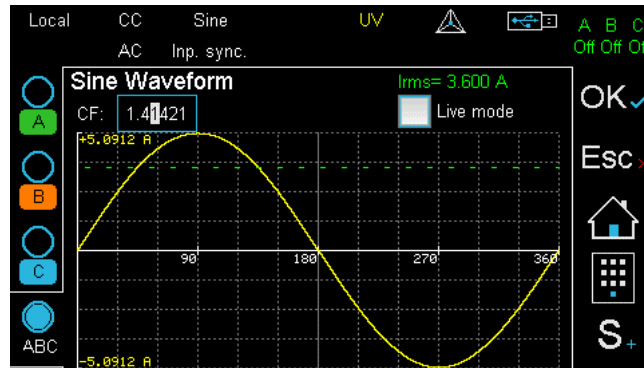 Local CC Sine UV A B C
AC Inp. sync. Off Off Of
Sine Waveform Irms= 3.600 A
CF: 1.41421 Live mode
OK
A
+5.0912 A
Esc
B
90 180 270 360
C
ABC
S+
-5.0912 A